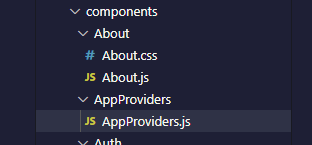 components
About
# About.css
JS About.js
AppProviders
JS AppProviders.js
Auth